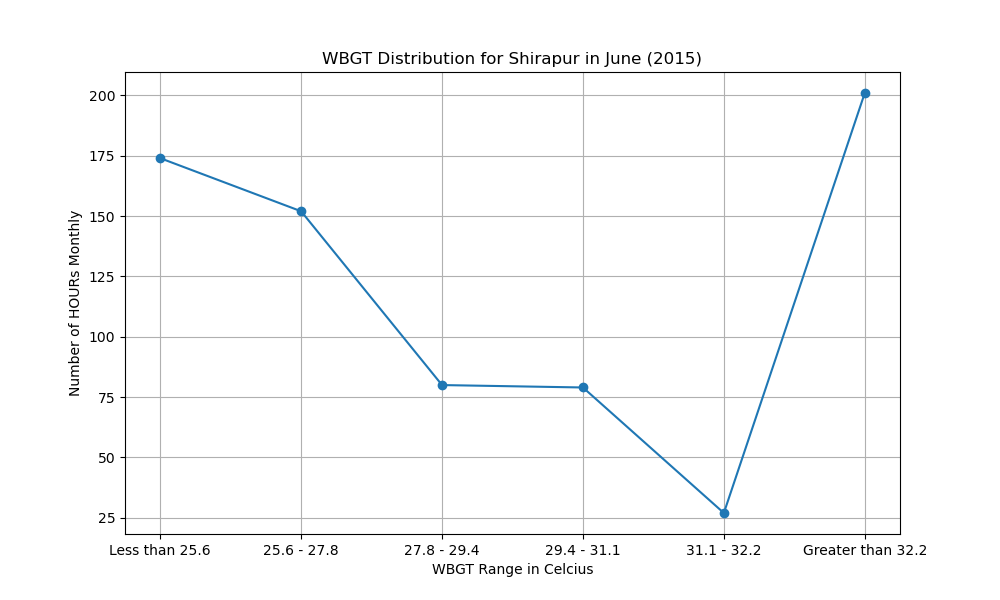 WBGT Distribution for Shirapur in June (2015)
Number of HOURs Monthly
200
175
150
125
100
75
50
25
Less than 25.6
25.6 - 27.8
27.8 - 29.4
29.4 - 31.1
31.1 - 32.2
Greater than 32.2
WBGT Range in Celcius